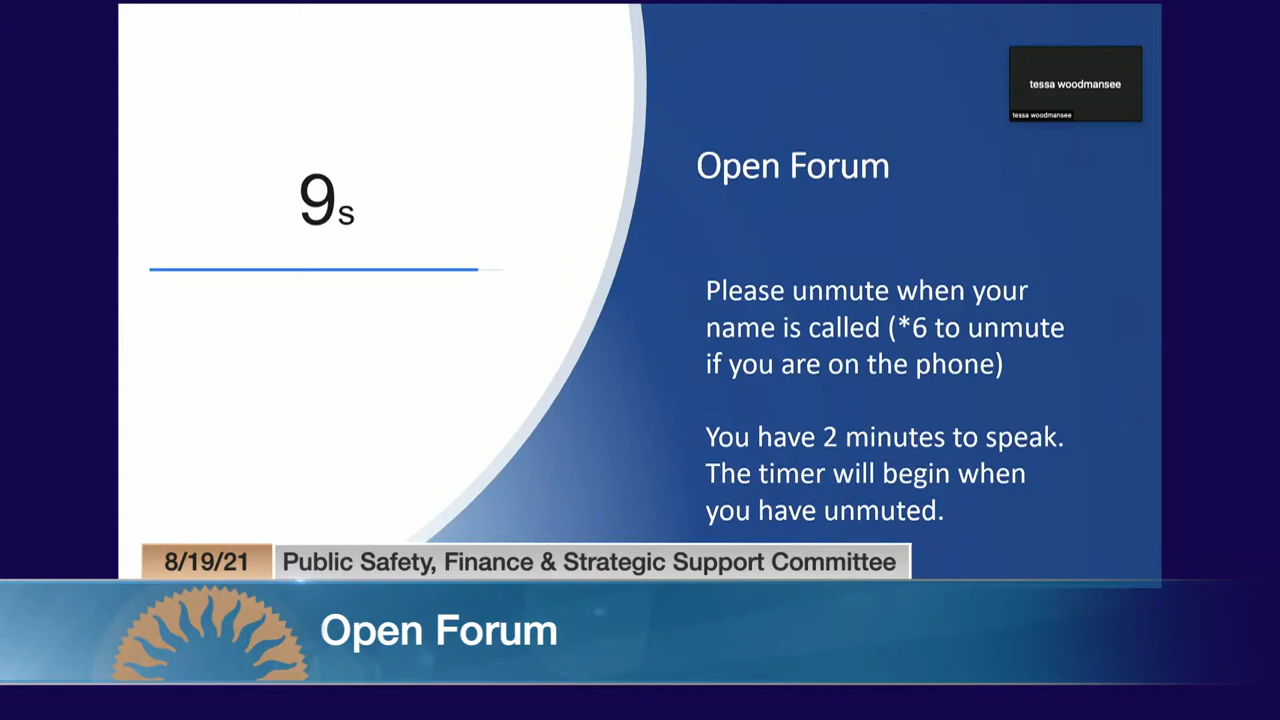 tessa woodmansee
tessa woodmansee
Open Forum
9s
Please unmute when your
name is called (*6 to unmute
if you are on the phone)
You have 2 minutes to speak.
The timer will begin when
you have unmuted.
8/19/21 Public Safety, Finance & Strategic Support Committee
Open Forum